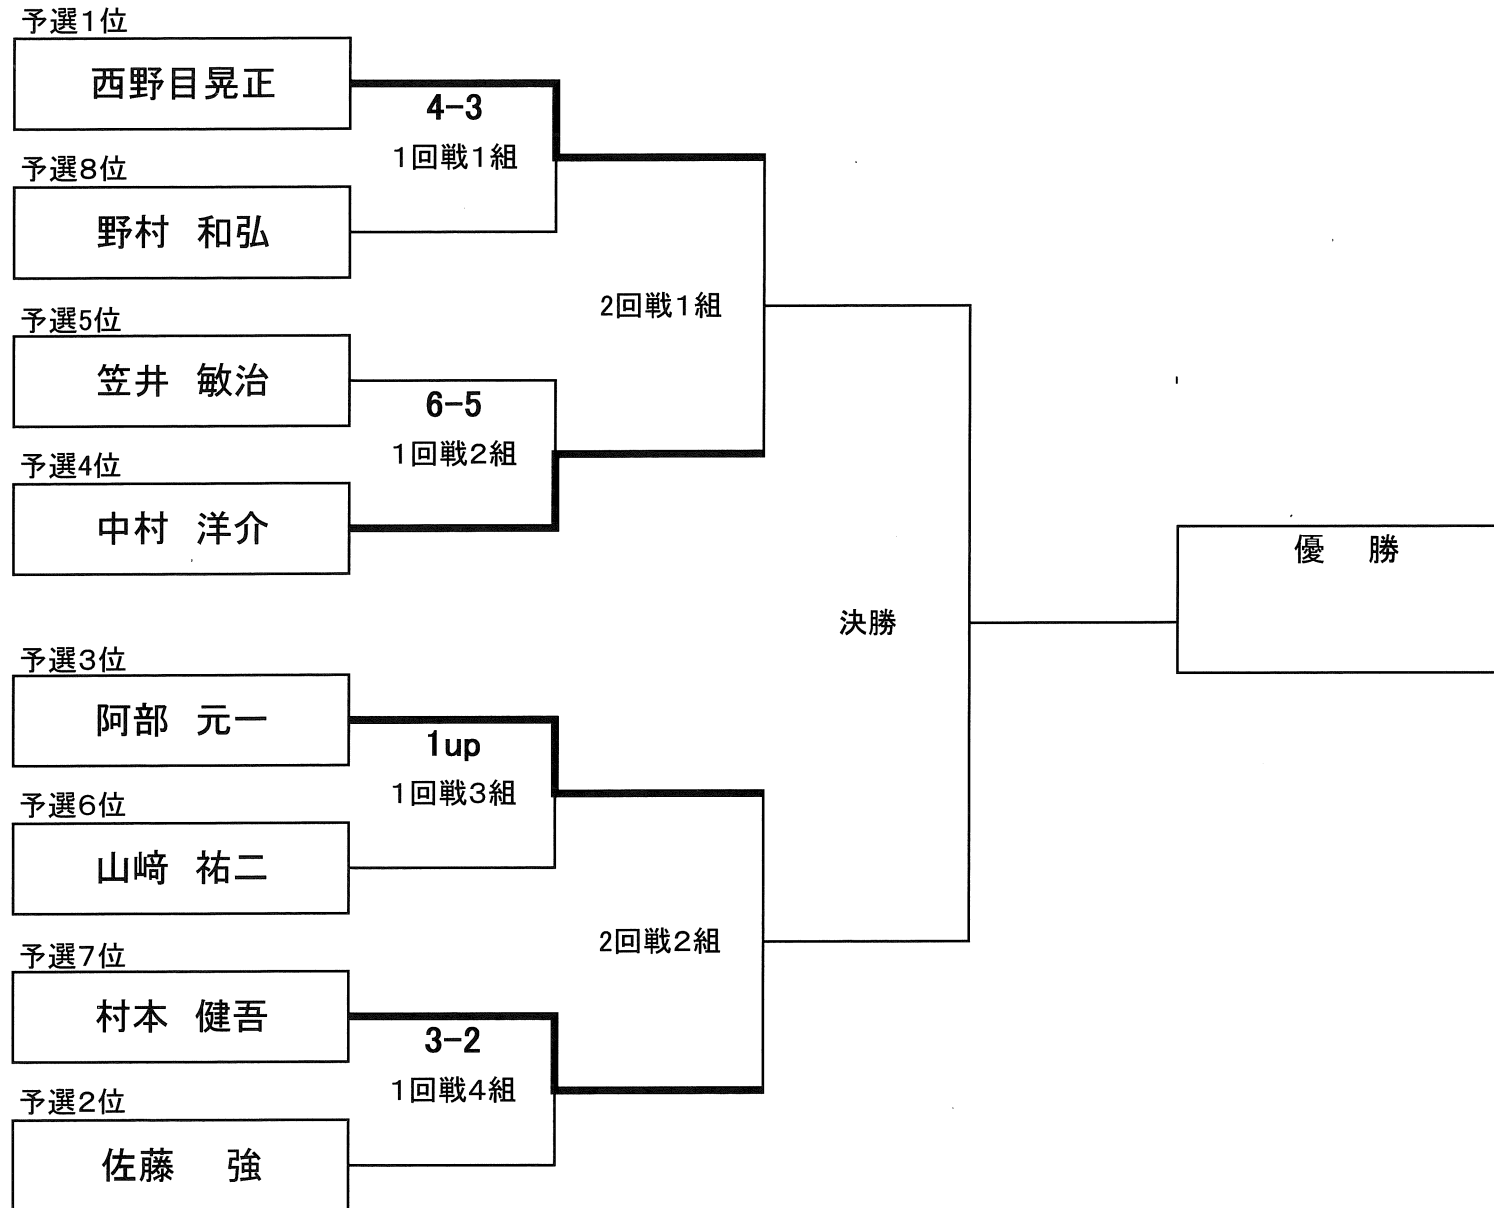 予選1位
西野目晃正
4-3
1回戦1組
予選8位
野村 和弘
2回戦1組
予選5位
笠井 敏治
6-5
1回戦2組
予選4位
中村 洋介
優 勝
決勝
予選3位
阿部 元一
1up
1回戦3組
予選6位
山﨑 祐二
2回戦2組
予選7位
村本 健吾
3-2
1回戦4組
予選2位
佐藤 強